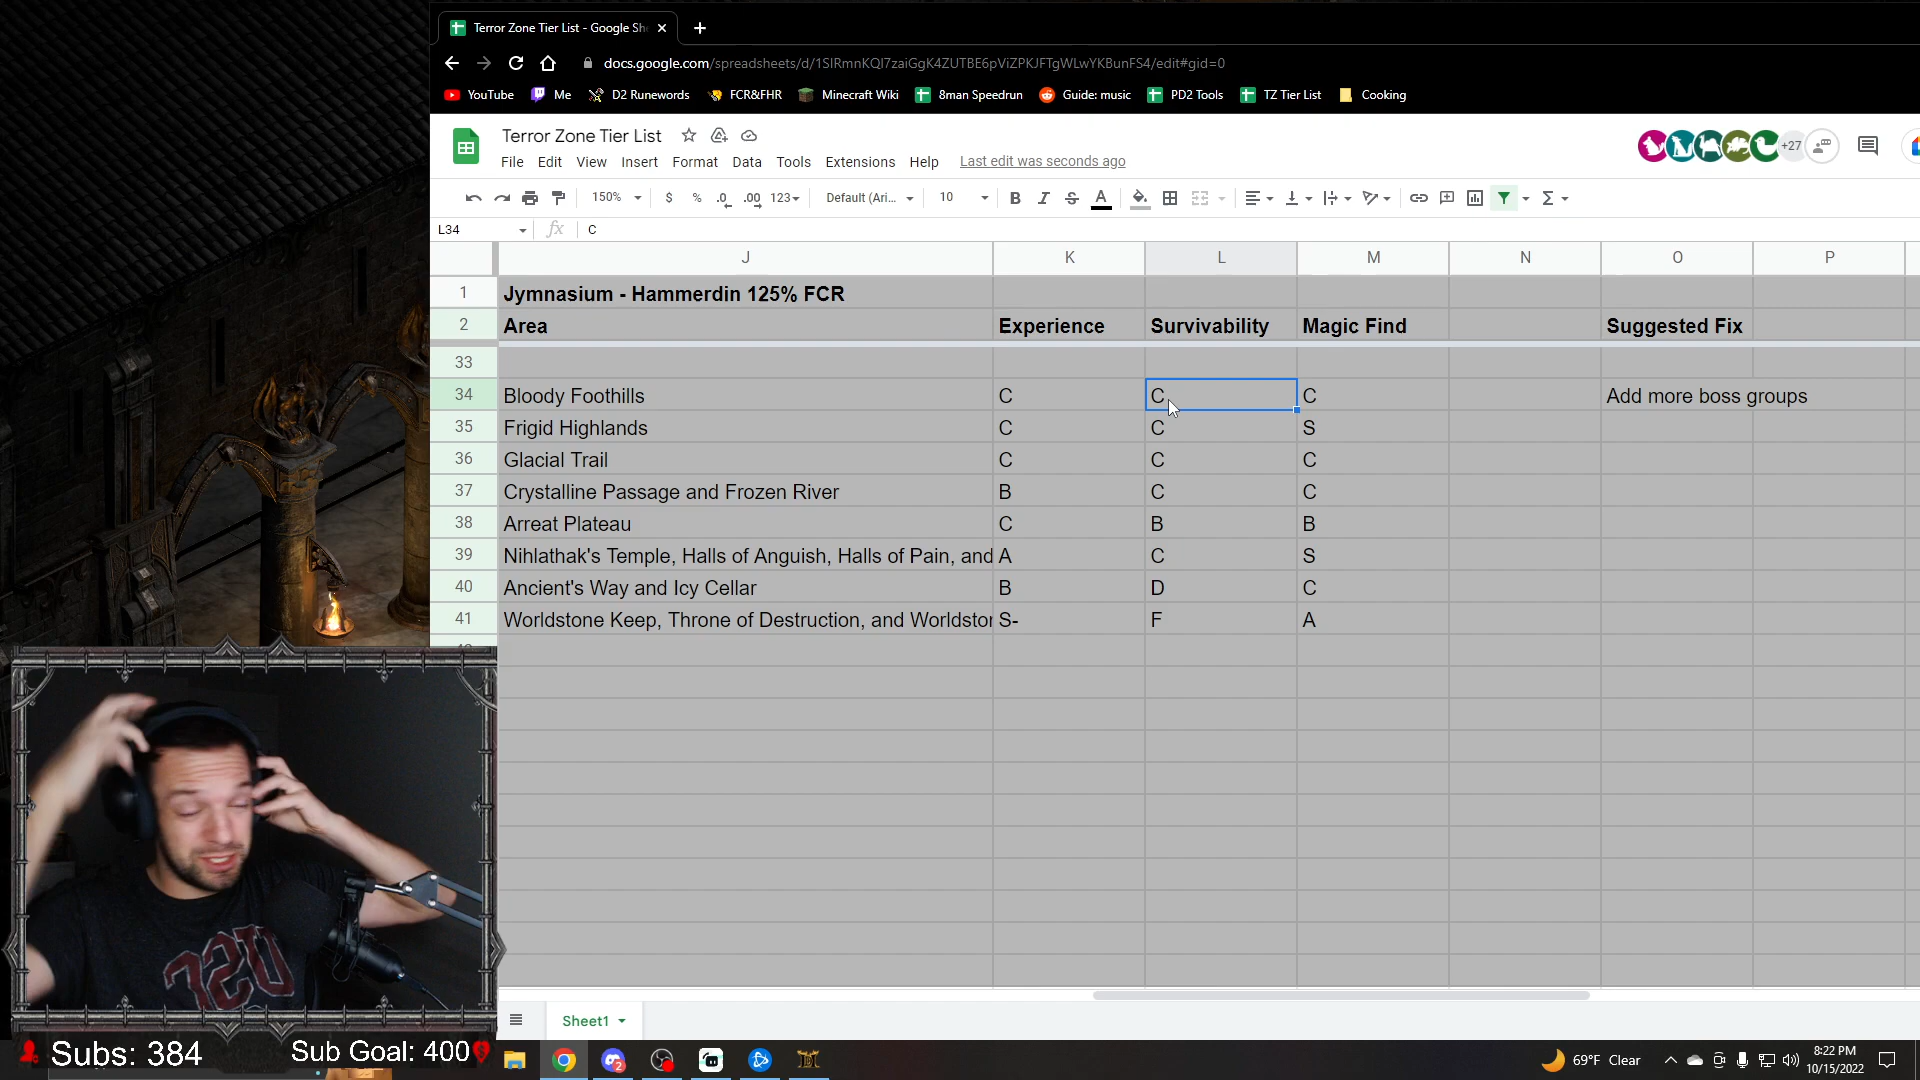 Terror Zone Tier List - Google She
docs.google.com/spreadsheets/d/1SlRmnKQl7zaiGgK4ZUTBE6pViZPKJFTgWLwYKBunFS4/edit#gid=0
YouTube Me D2 Runewords FCR&FHR Minecraft Wiki 8man Speedrun Guide: music PD2 Tools TZ Tier List Cooking
Terror Zone Tier List
+27
File Edit View Insert Format Data Tools Extensions Help Last edit was seconds ago
150% $ % .0 .00 123 Default (Ari... 10 B I S A Σ
L34 fx C
J K L M N O P
1 Jymnasium - Hammerdin 125% FCR
2 Area Experience Survivability Magic Find Suggested Fix
33
34 Bloody Foothills C C C Add more boss groups
35 Frigid Highlands C C S
36 Glacial Trail C C C
37 Crystalline Passage and Frozen River B C C
38 Arreat Plateau C B B
39 Nihlathak's Temple, Halls of Anguish, Halls of Pain, and A C S
40 Ancient's Way and Icy Cellar B D C
41 Worldstone Keep, Throne of Destruction, and Worldstor S- F A
Sheet1
Subs: 384 Sub Goal: 400
2
69°F Clear
8:22 PM
10/15/2022